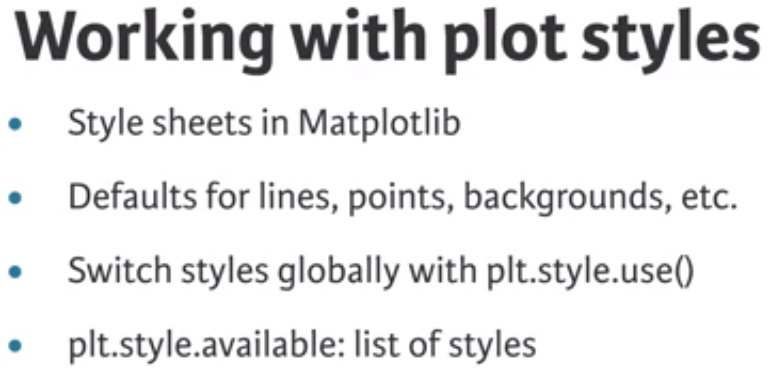 Working with plot styles
Style sheets in Matplotlib
Defaults for lines, points, backgrounds, etc.
Switch styles globally with plt.style.use()
plt.style.available: list of styles